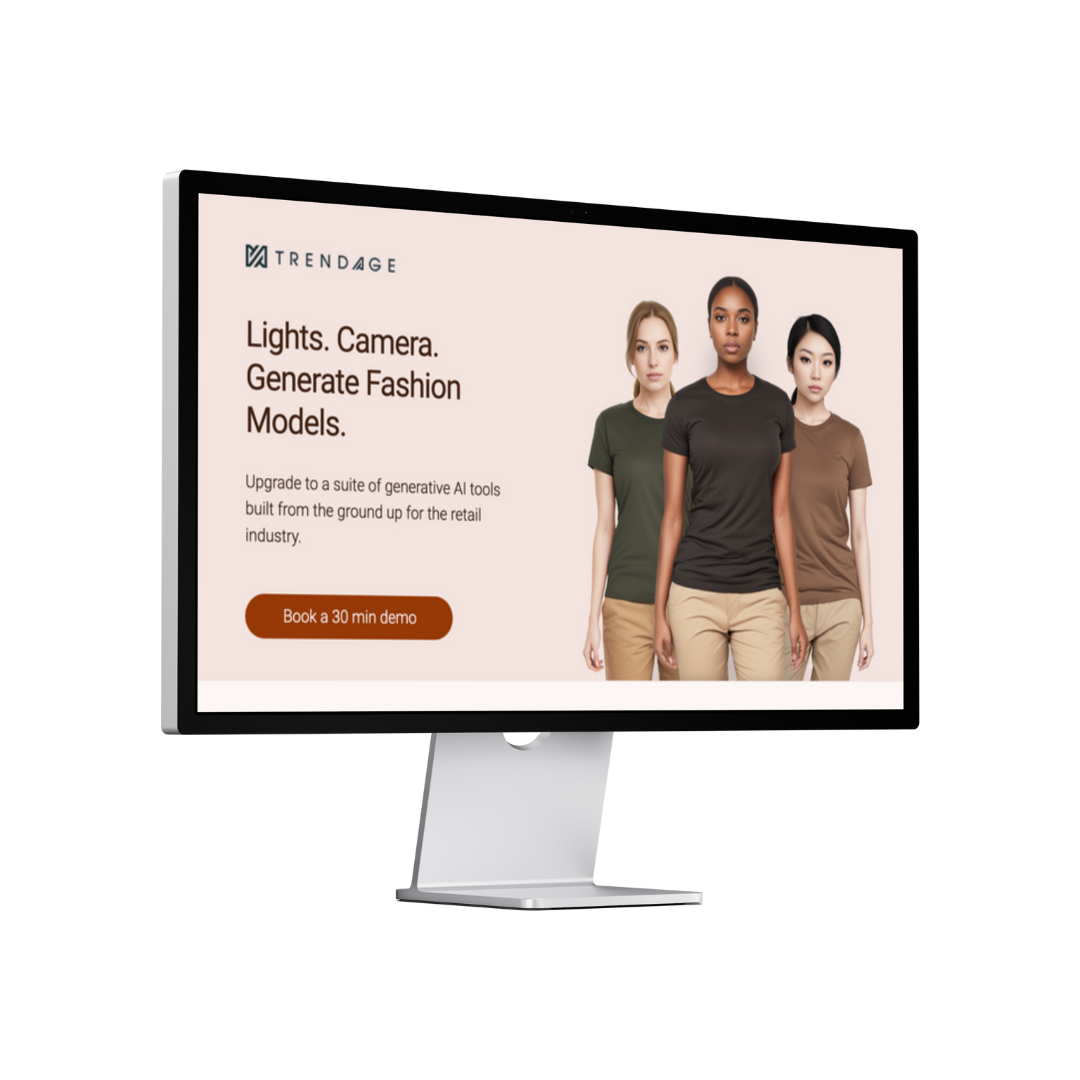 TRENDAGE
Lights. Camera.
Generate Fashion
Models.
Upgrade to a suite of generative AI tools
built from the ground up for the retail
industry.
Book a 30 min demo